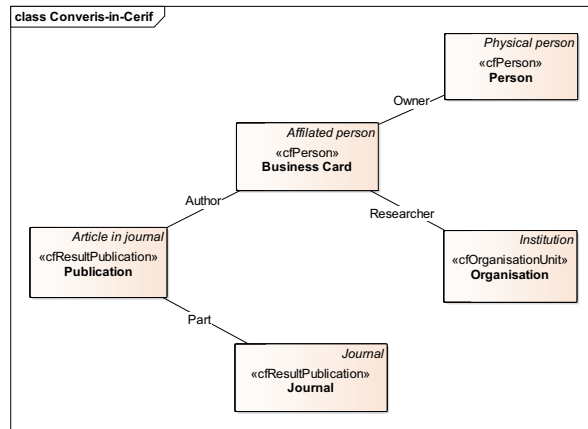 class Converis-in-Cerif
Physical person
«cfPerson»
Person
Owner
Affilated person
«cfPerson»
Business Card
Author
Researcher
Article in journal
«cfResultPublication»
Publication
Institution
«cfOrganisationUnit»
Organisation
Part
Journal
«cfResultPublication»
Journal